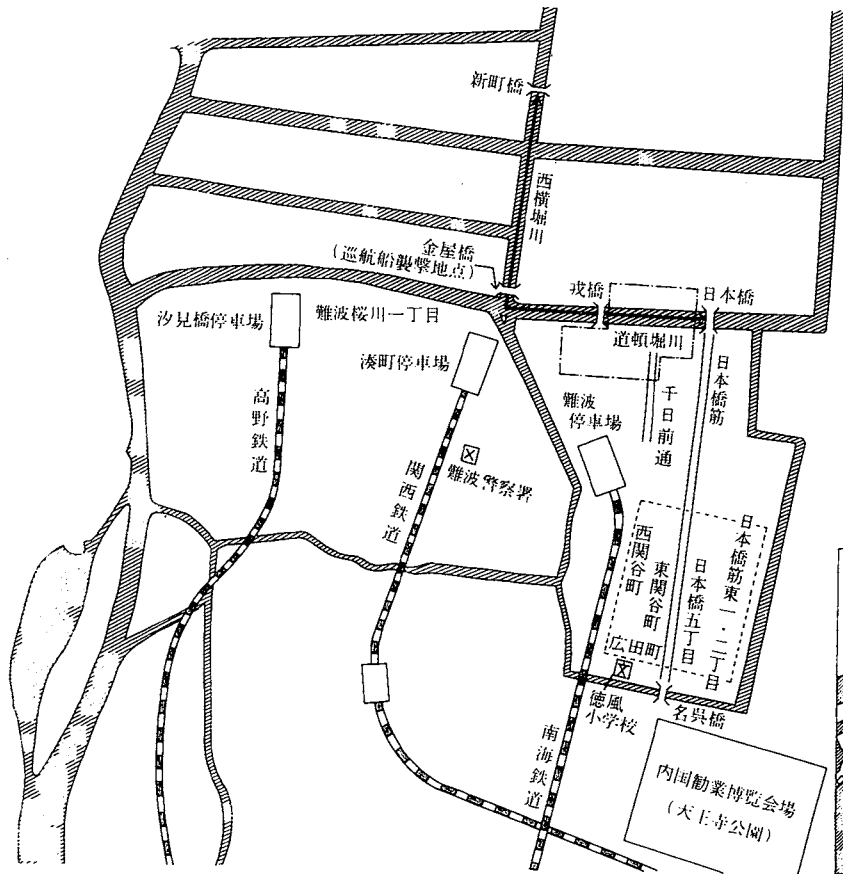 新町橋
西横堀川
金屋橋
(巡航船襲撃地点)
戎橋
日本橋
汐見橋停車場
難波桜川一丁目
道頓堀川
湊町停車場
日本橋筋
千日前通
難波
停車場
高野鉄道
関西鉄道
難波警察署
日本橋筋東一・二丁目
西関谷町
東関谷町
日本橋五丁目
広田町
徳風
小学校
名呉橋
南海鉄道
内国勧業博覧会場
(天王寺公園)